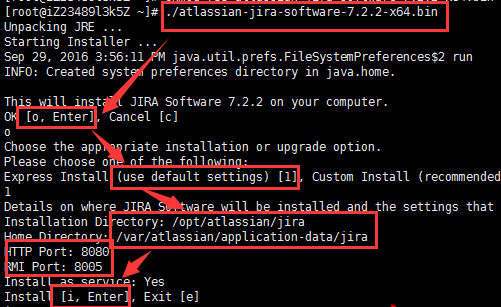 [root@iZ23489l3k5Z ~]# ./atlassian-jira-software-7.2.2-x64.bin
Unpacking JRE ...
Starting Installer ...
Sep 29, 2016 3:56:11 PM java.util.prefs.FileSystemPreferences$2 run
INFO: Created system preferences directory in java.home.
This will install JIRA Software 7.2.2 on your computer.
OK [o, Enter], Cancel [c]
o
Choose the appropriate installation or upgrade option.
Please choose one of the following:
Express Install (use default settings) [1], Custom Install (recommended
1
Details on where JIRA Software will be installed and the settings that
Installation Directory: /opt/atlassian/jira
Home Directory: /var/atlassian/application-data/jira
HTTP Port: 8080
RMI Port: 8005
Install as service: Yes
Install [i, Enter], Exit [e]